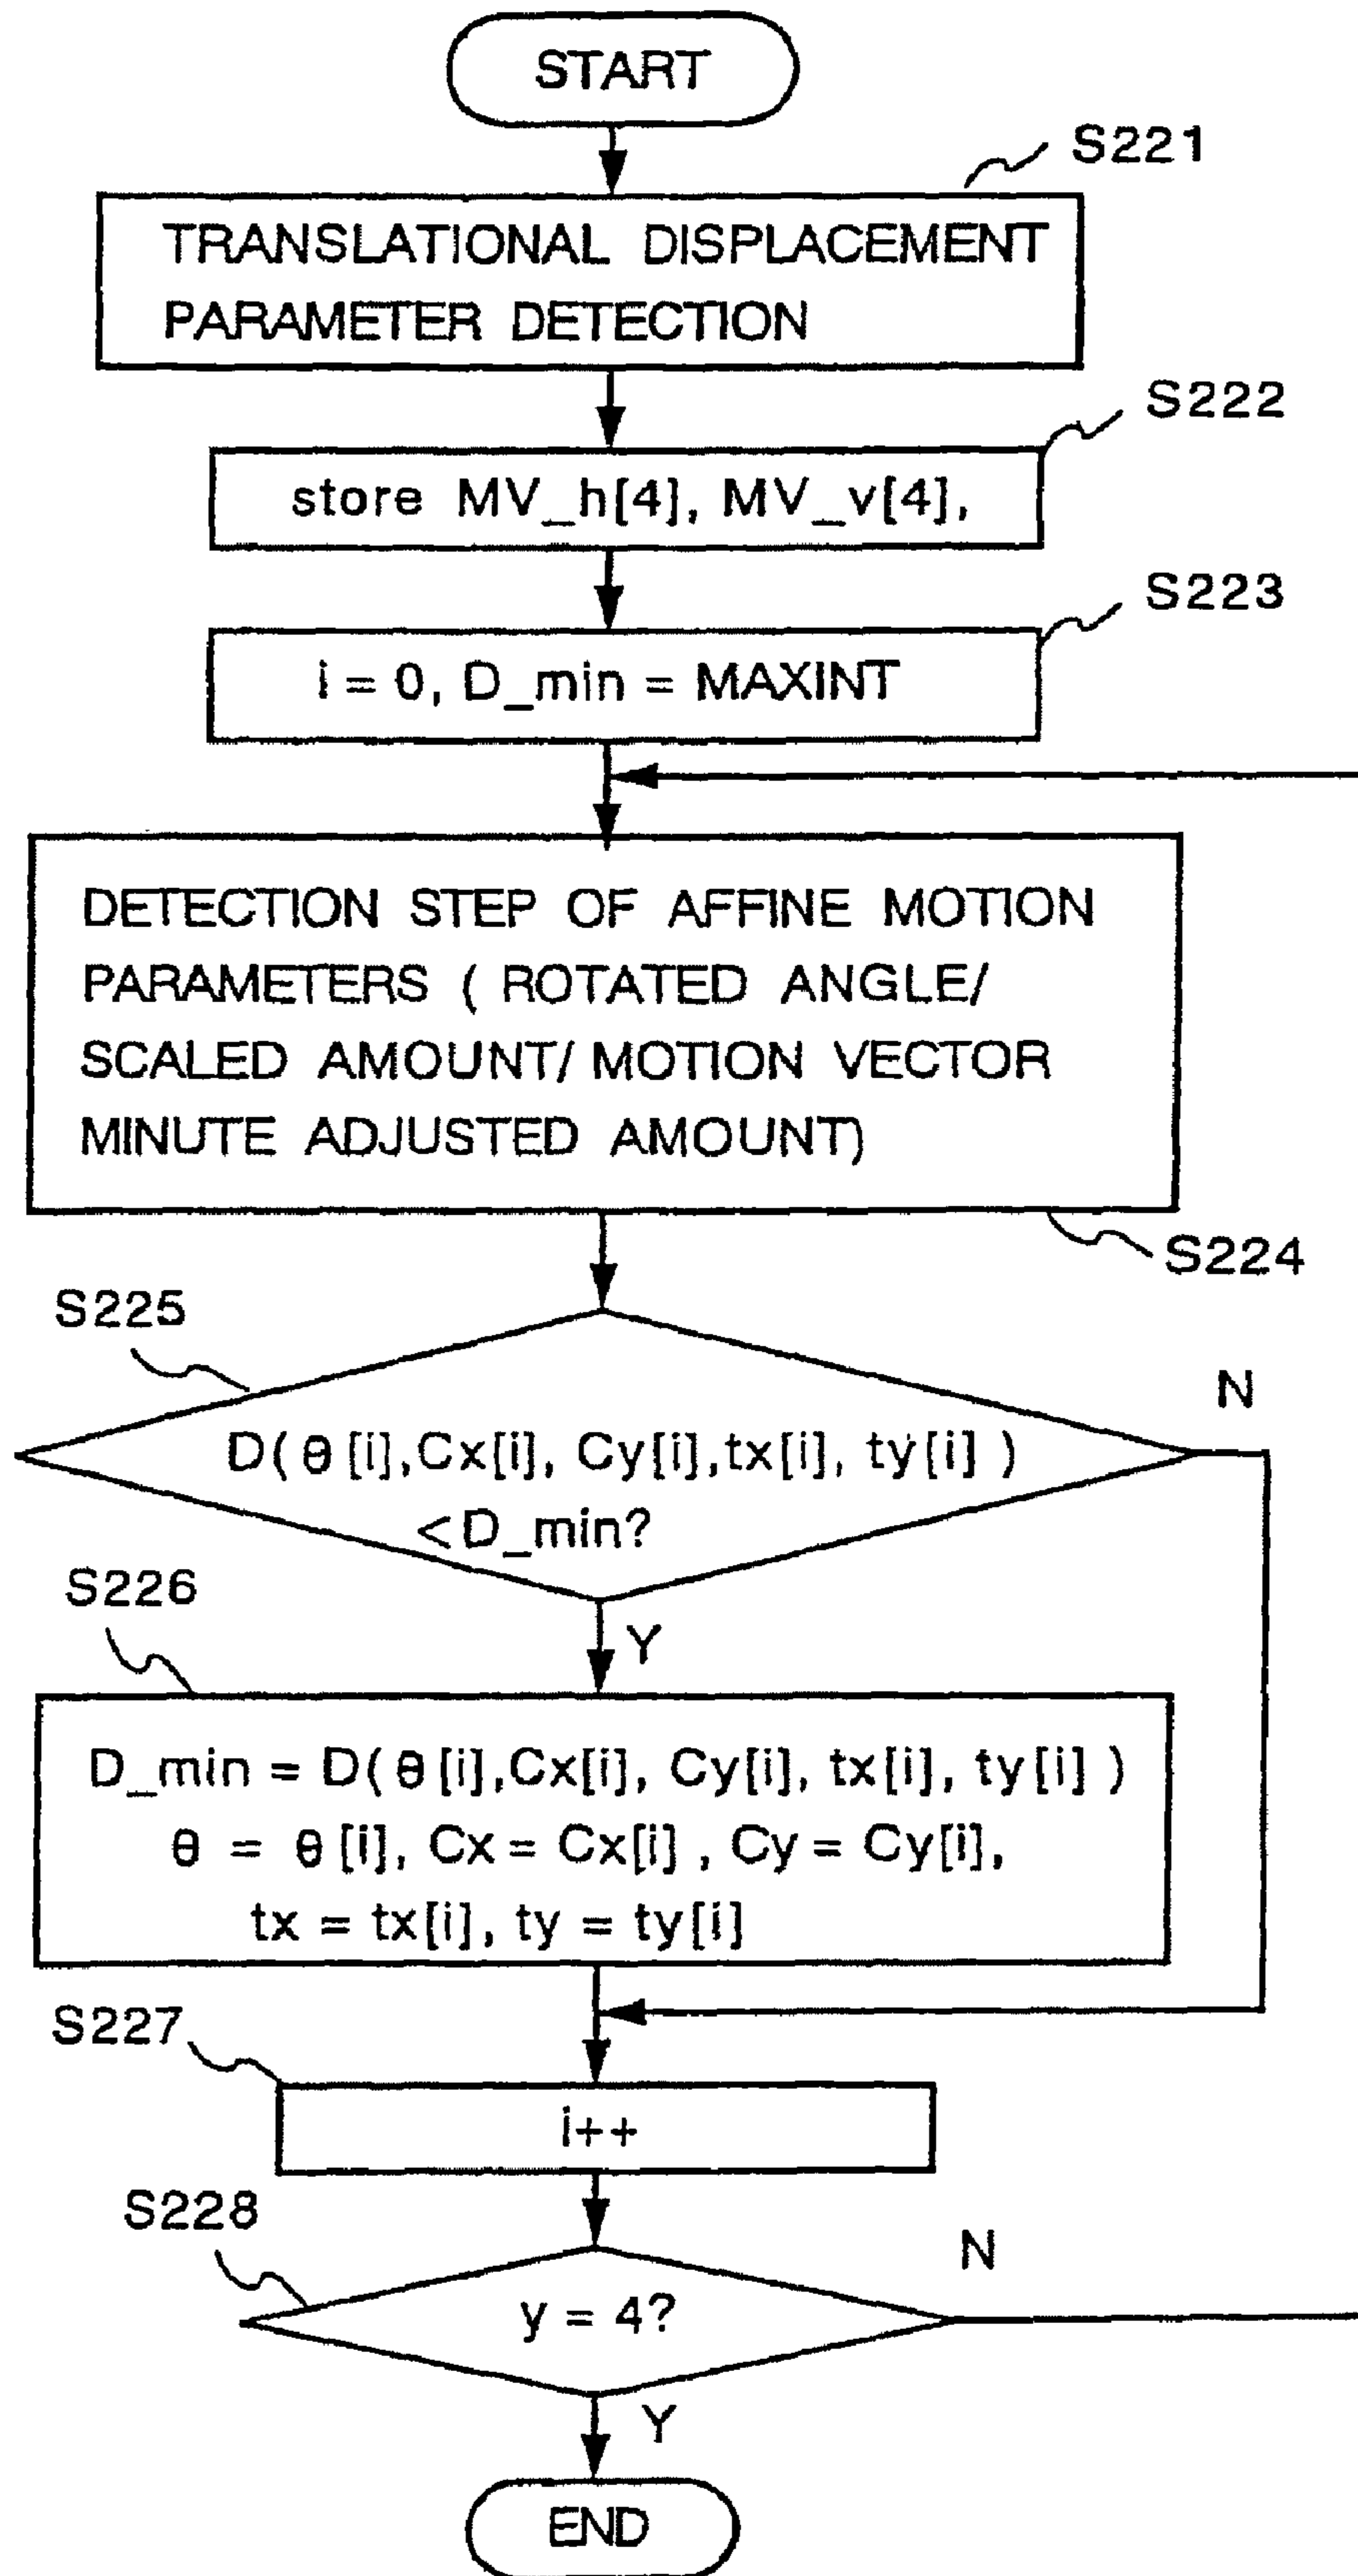 START
S221
TRANSLATIONAL DISPLACEMENT
PARAMETER DETECTION
S222
store MV_h[4], MV_v[4],
S223
i = 0, D_min = MAXINT
DETECTION STEP OF AFFINE MOTION
PARAMETERS ( ROTATED ANGLE/
SCALED AMOUNT/ MOTION VECTOR
MINUTE ADJUSTED AMOUNT)
S224
S225
N
D( θ[i],Cx[i], Cy[i],tx[i], ty[i] )
<D_min?
S226
Y
D_min = D( θ[i],Cx[i], Cy[i], tx[i], ty[i] )
θ = θ[i], Cx = Cx[i] , Cy = Cy[i],
tx = tx[i], ty = ty[i]
S227
i++
S228
N
y = 4?
Y
END